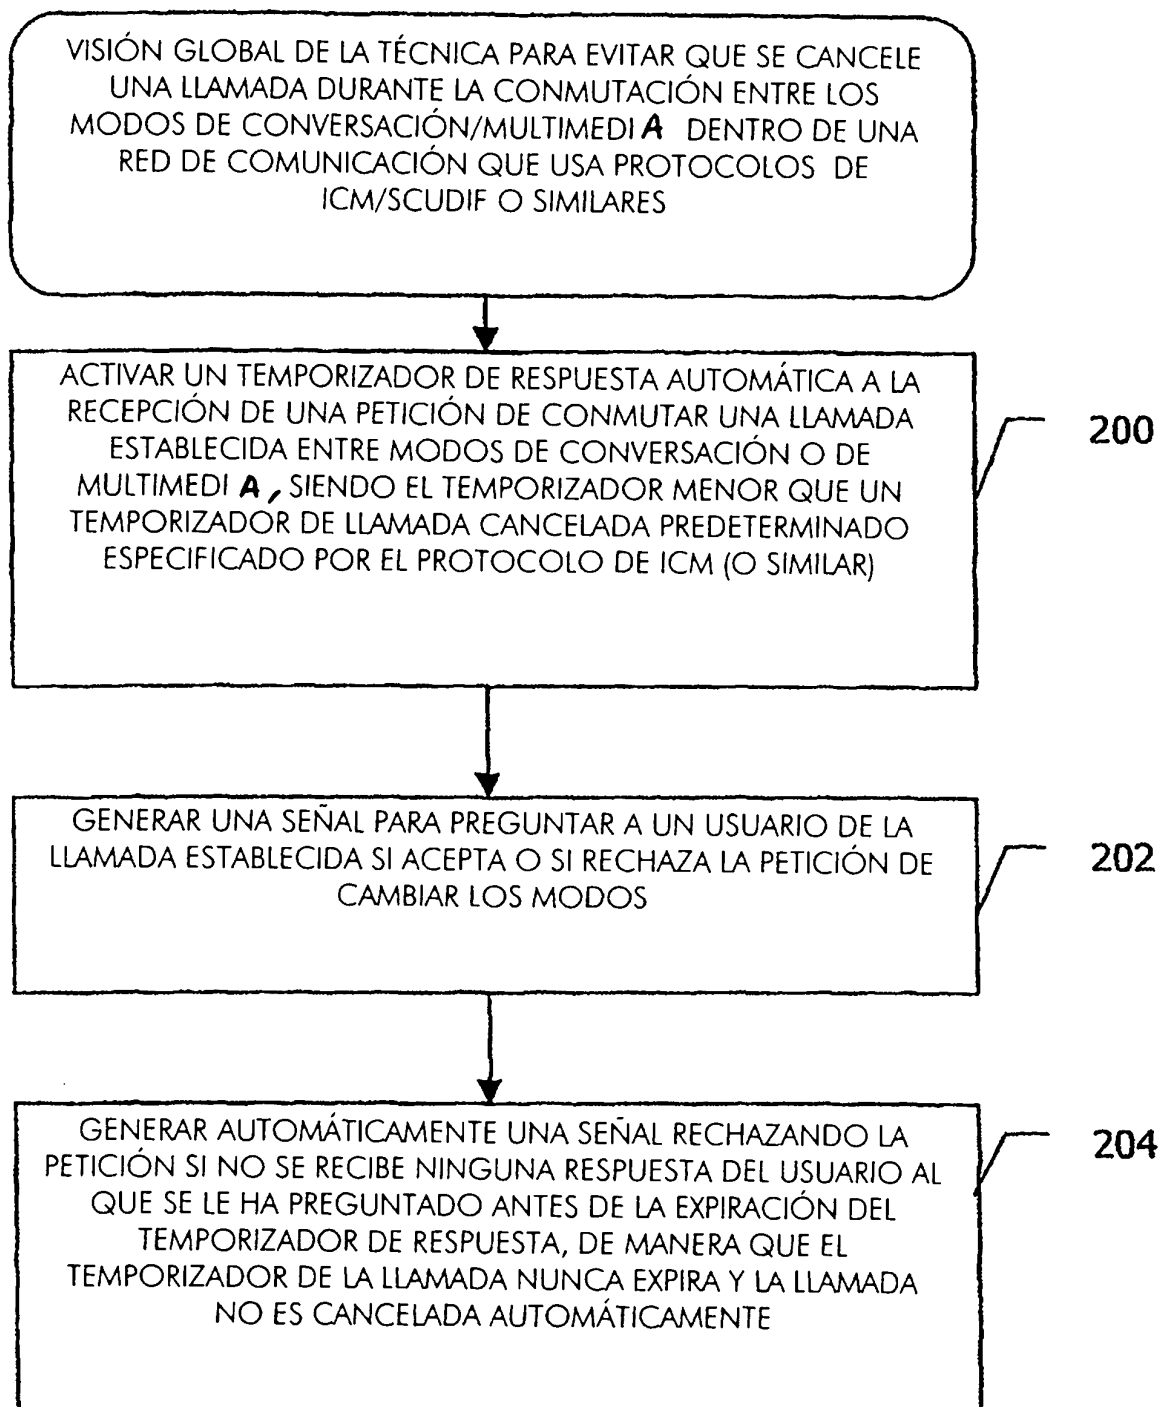 VISIÓN GLOBAL DE LA TÉCNICA PARA EVITAR QUE SE CANCELE
UNA LLAMADA DURANTE LA CONMUTACIÓN ENTRE LOS
MODOS DE CONVERSACIÓN/MULTIMEDIA DENTRO DE UNA
RED DE COMUNICACIÓN QUE USA PROTOCOLOS DE
ICM/SCUDIF O SIMILARES
ACTIVAR UN TEMPORIZADOR DE RESPUESTA AUTOMÁTICA A LA
RECEPCIÓN DE UNA PETICIÓN DE CONMUTAR UNA LLAMADA
ESTABLECIDA ENTRE MODOS DE CONVERSACIÓN O DE
MULTIMEDIA, SIENDO EL TEMPORIZADOR MENOR QUE UN
TEMPORIZADOR DE LLAMADA CANCELADA PREDETERMINADO
ESPECIFICADO POR EL PROTOCOLO DE ICM (O SIMILAR)
200
GENERAR UNA SEÑAL PARA PREGUNTAR A UN USUARIO DE LA
LLAMADA ESTABLECIDA SI ACEPTA O SI RECHAZA LA PETICIÓN DE
CAMBIAR LOS MODOS
202
GENERAR AUTOMÁTICAMENTE UNA SEÑAL RECHAZANDO LA
PETICIÓN SI NO SE RECIBE NINGUNA RESPUESTA DEL USUARIO AL
QUE SE LE HA PREGUNTADO ANTES DE LA EXPIRACIÓN DEL
TEMPORIZADOR DE RESPUESTA, DE MANERA QUE EL
TEMPORIZADOR DE LA LLAMADA NUNCA EXPIRA Y LA LLAMADA
NO ES CANCELADA AUTOMÁTICAMENTE
204